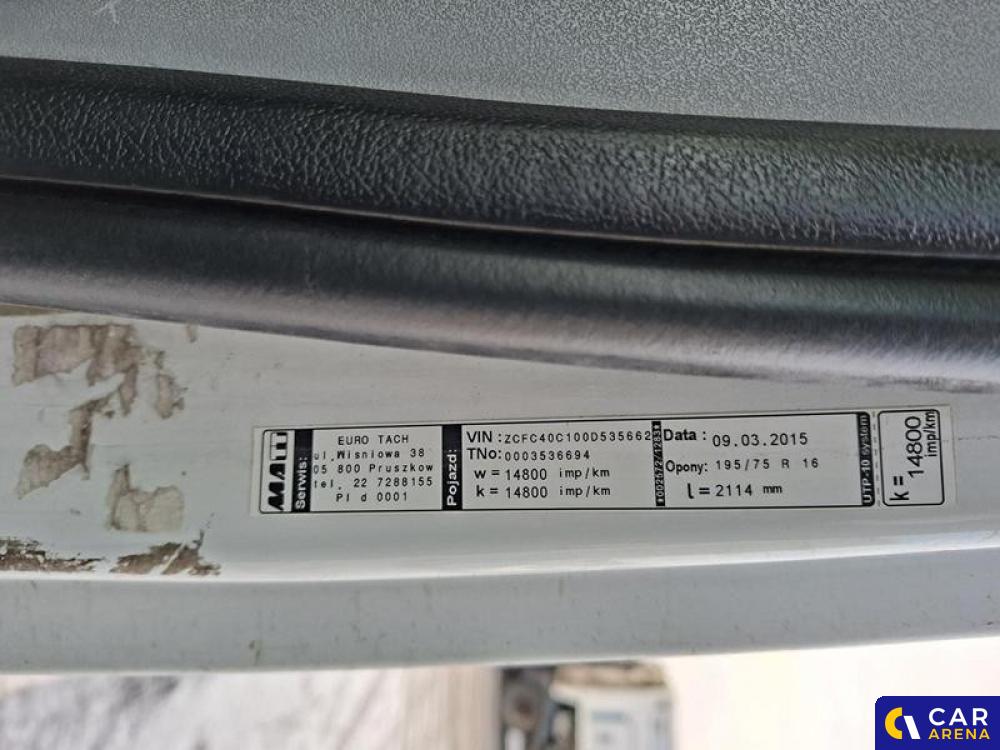 MAW
Serwis:
EURO TACH
ul.Wisniowa 38
05 800 Pruszkow
tel. 22 7288155
Pl d 0001
Pojazd:
VIN :ZCFC40C100D535662
TNo:0003536694
w = 14800 imp/km
k = 14800 imp/km
Data : 09.03.2015
Opony: 195/75 R 16
l = 2114 mm
UTP-10 system
k = 14800 imp/km
CAR
ARENA